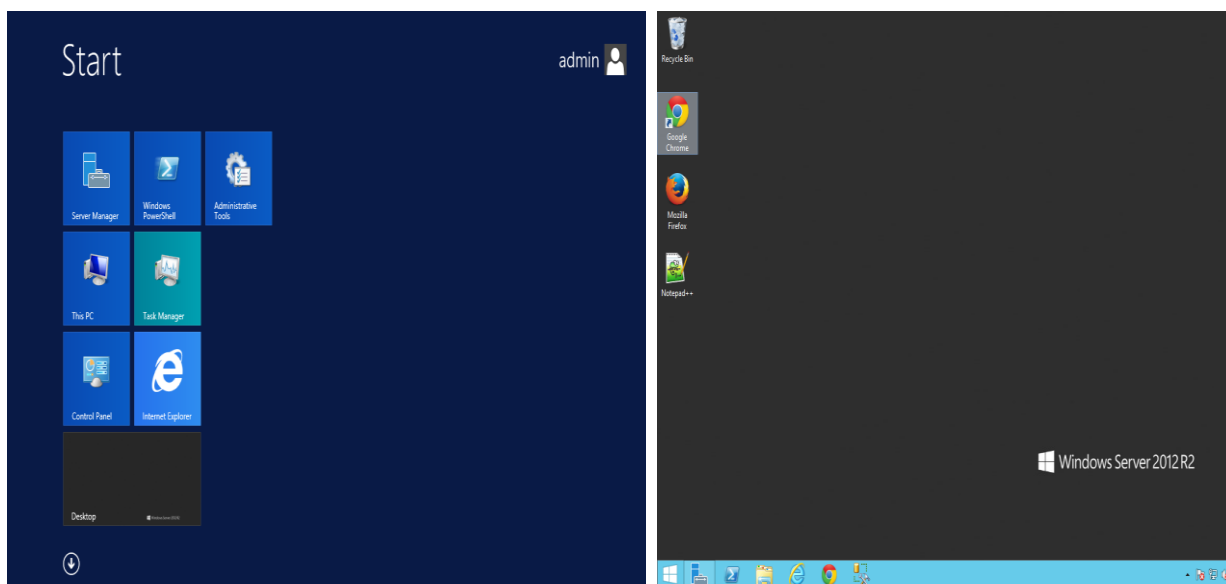 Start
admin
Server Manager
Windows
PowerShell
Administrative
Tools
This PC
Task Manager
Control Panel
Internet Explorer
Desktop
Recycle Bin
Google
Chrome
Mozilla
Firefox
Notepad++
Windows Server 2012 R2